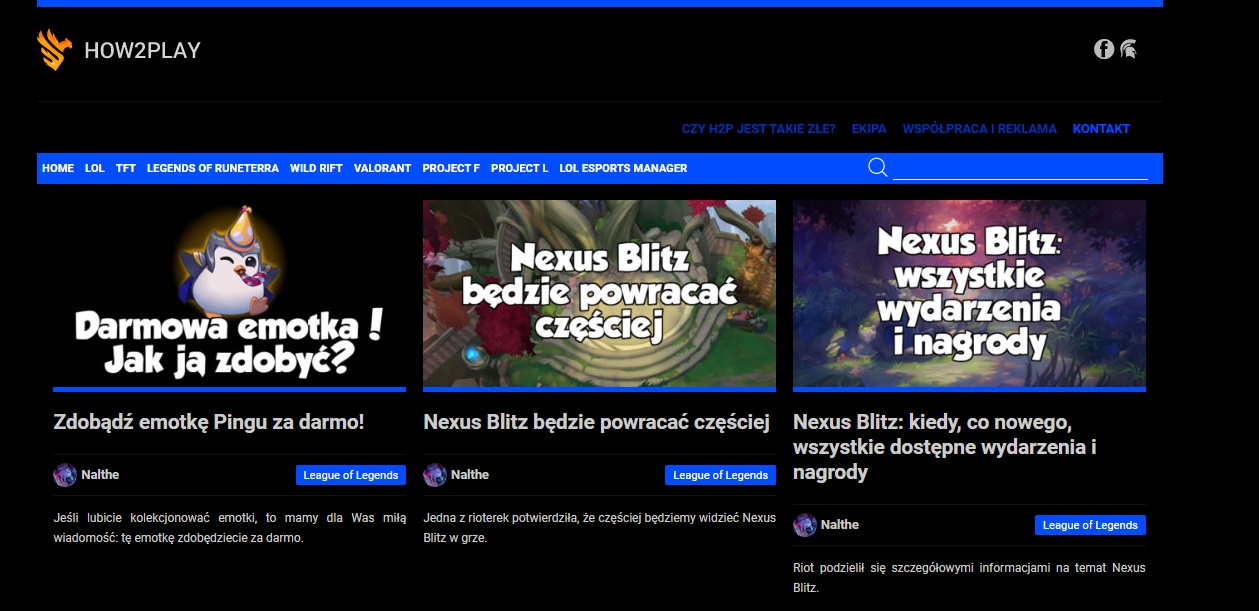 HOW2PLAY
CZY H2P JEST TAKIE ZŁE? EKIPA WSPÓŁPRACA I REKLAMA KONTAKT
HOME LOL TFT LEGENDS OF RUNETERRA WILD RIFT VALORANT PROJECT F PROJECT L LOL ESPORTS MANAGER
Darmowa emotka!
Jak ją zdobyć?
Zdobądź emotkę Pingu za darmo!
Nalthe League of Legends
Jeśli lubicie kolekcjonować emotki, to mamy dla Was miłą
wiadomość: tę emotkę zdobędziecie za darmo.
Nexus Blitz
będzie powracać
częściej
Nexus Blitz będzie powracać częściej
Nalthe League of Legends
Jedna z rioterek potwierdziła, że częściej będziemy widzieć Nexus
Blitz w grze.
Nexus Blitz:
wszystkie
wydarzenia
i nagrody
Nexus Blitz: kiedy, co nowego,
wszystkie dostępne wydarzenia i
nagrody
Nalthe League of Legends
Riot podzielił się szczegółowymi informacjami na temat Nexus
Blitz.